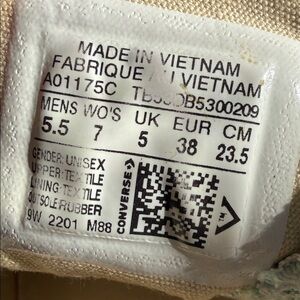 MADE IN VIETNAM
FABRIQUE AU VIETNAM
A01175C
MENS WO'S UK EUR CM
5.5 7 5 38 23.5
GENDER: UNISEX
UPPER: TEXTILE
LINING: TEXTILE
OUTSOLE: RUBBER
9W 2201 M88
CONVERSE